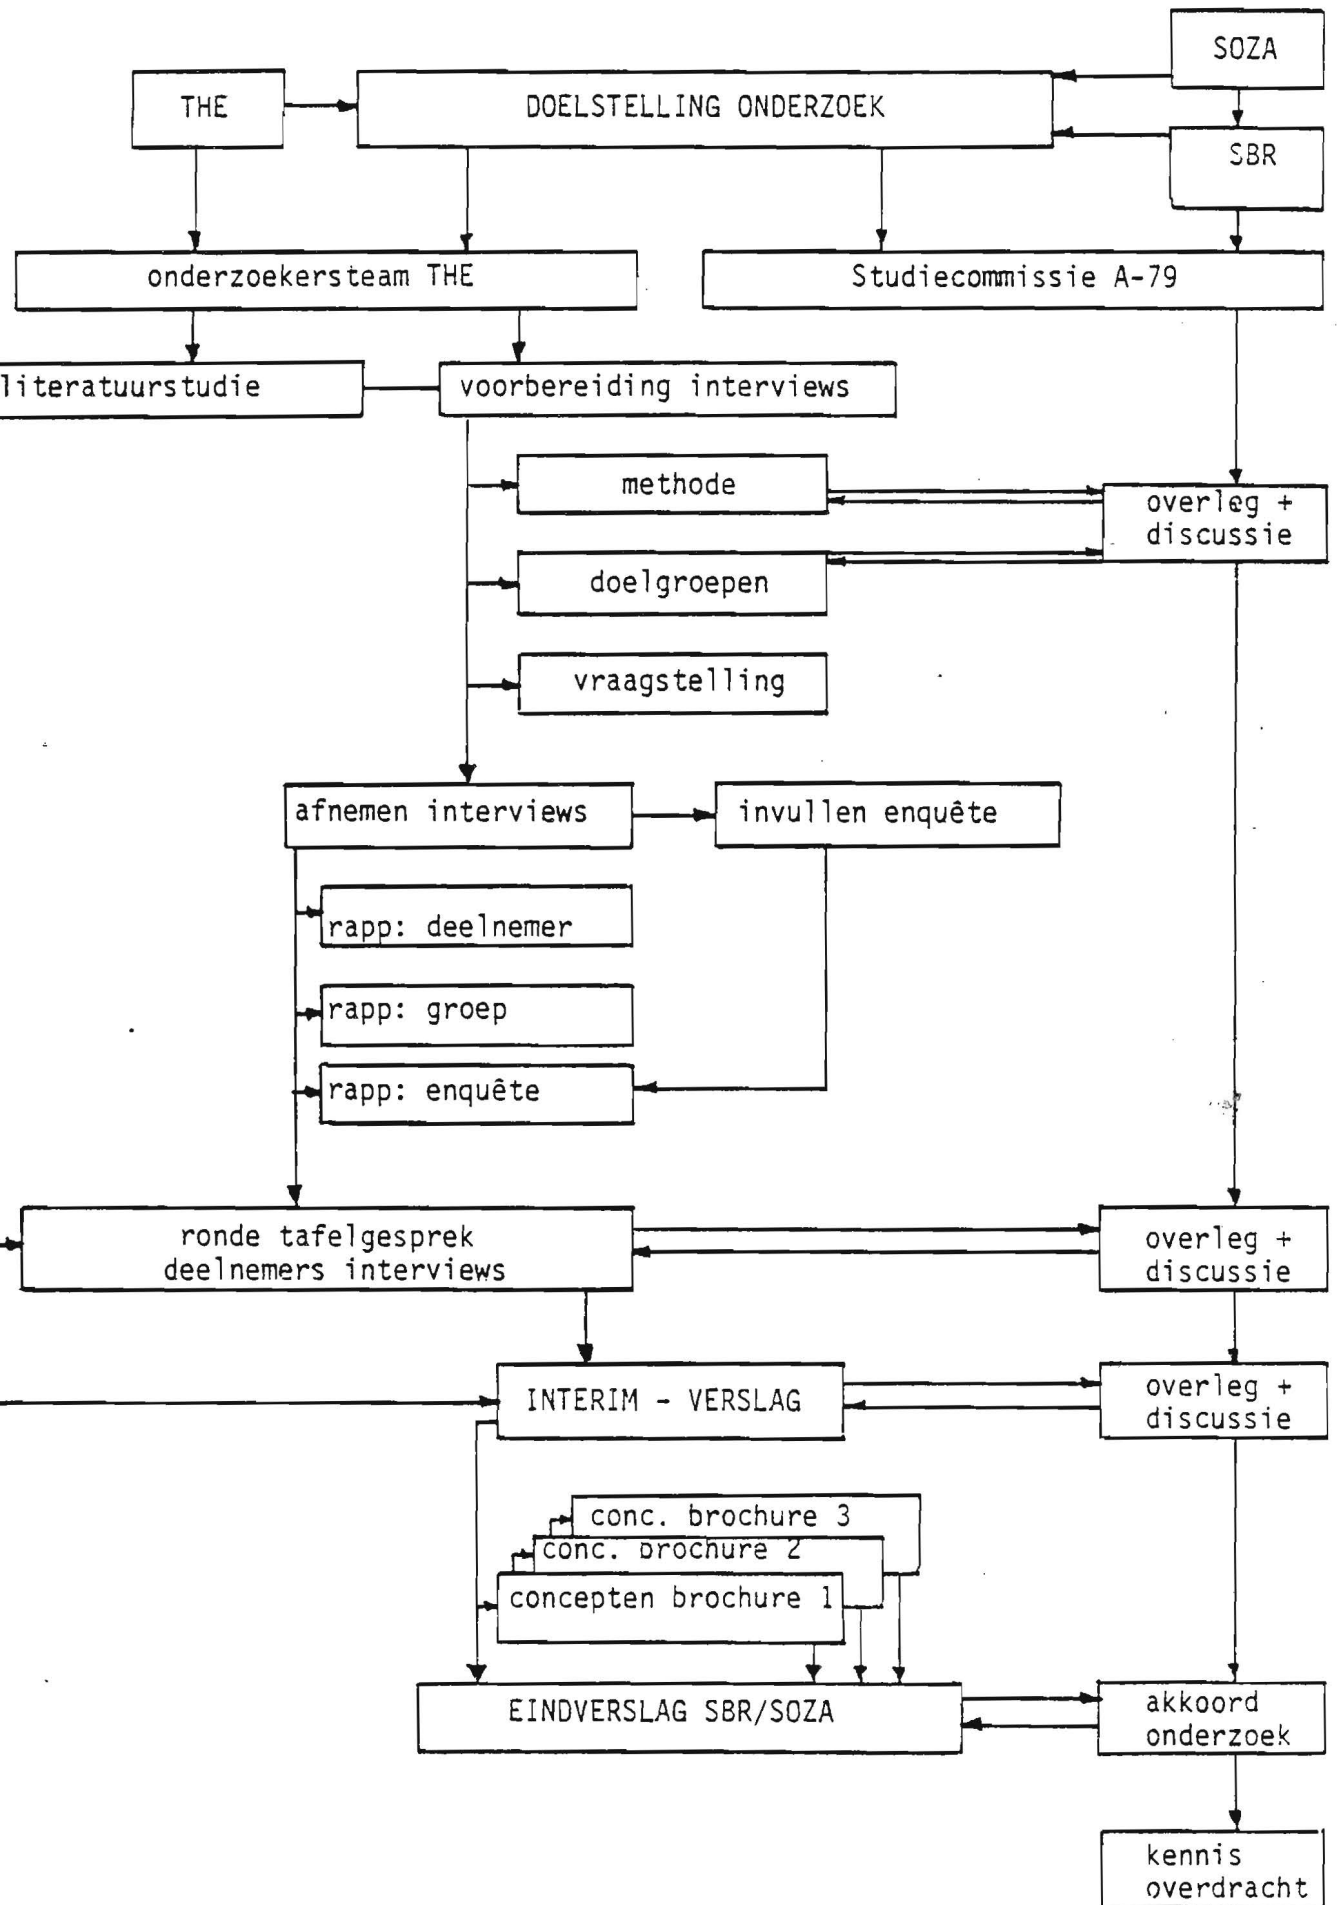 SOZA
THE
DOELSTELLING ONDERZOEK
SBR
onderzoekersteam THE
Studiecommissie A-79
literatuurstudie
voorbereiding interviews
methode
overleg +
discussie
doelgroepen
vraagstelling
afnemen interviews
invullen enquête
rapp: deelnemer
rapp: groep
rapp: enquête
ronde tafelgesprek
deelnemers interviews
overleg +
discussie
INTERIM - VERSLAG
overleg +
discussie
conc. brochure 3
conc. brochure 2
concepten brochure 1
EINDVERSLAG SBR/SOZA
akkoord
onderzoek
kennis
overdracht